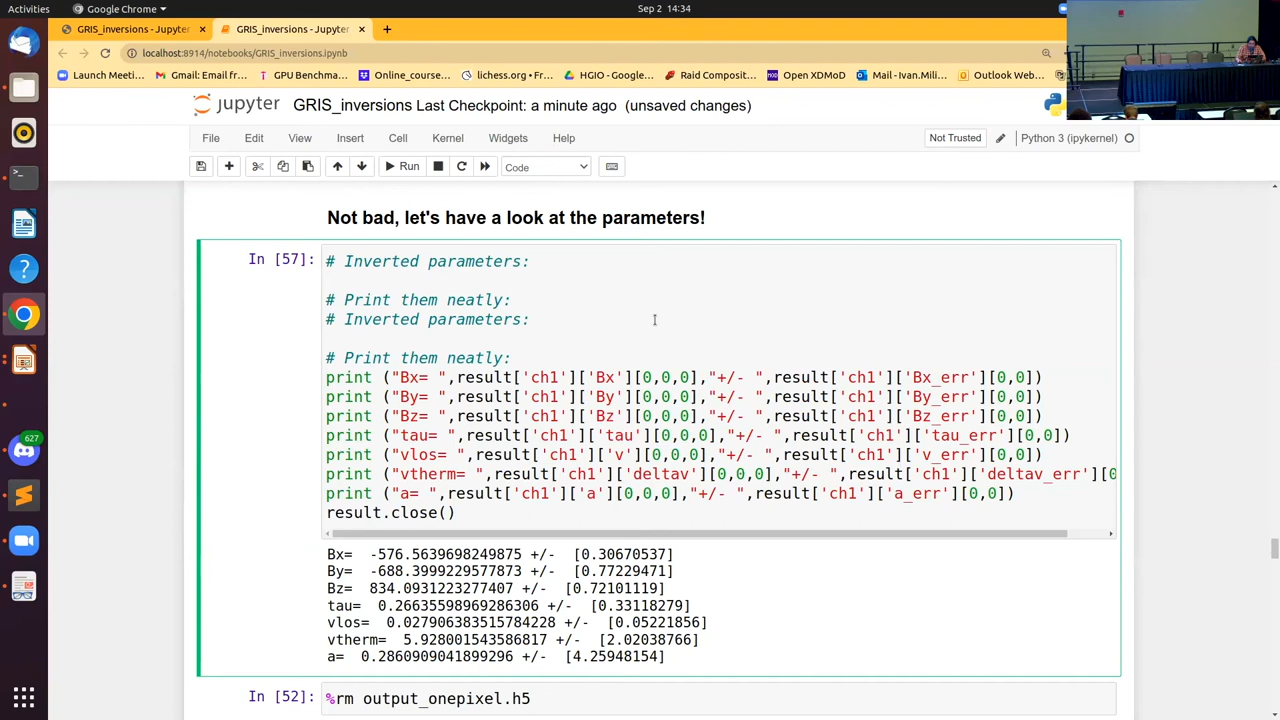 Activities
Google Chrome
Sep 2 14:34
GRIS_inversions - Jupyter
GRIS_inversions - Jupyter
localhost:8914/notebooks/GRIS_inversions.ipynb
Launch Meeti...
Gmail: Email fr...
GPU Benchma...
Online_course...
lichess.org • Fr...
HGIO - Google...
Raid Composit...
Open XDMoD
Mail - Ivan.Mili...
Outlook Web...
jupyter
GRIS_inversions Last Checkpoint: a minute ago (unsaved changes)
File Edit View Insert Cell Kernel Widgets Help
Not Trusted
Python 3 (ipykernel)
Run
Code
Not bad, let's have a look at the parameters!
In [57]:
# Inverted parameters:
# Print them neatly:
# Inverted parameters:
# Print them neatly:
print ("Bx= ",result['ch1']['Bx'][0,0,0],"+/- ",result['ch1']['Bx_err'][0,0])
print ("By= ",result['ch1']['By'][0,0,0],"+/- ",result['ch1']['By_err'][0,0])
print ("Bz= ",result['ch1']['Bz'][0,0,0],"+/- ",result['ch1']['Bz_err'][0,0])
print ("tau= ",result['ch1']['tau'][0,0,0],"+/- ",result['ch1']['tau_err'][0,0])
print ("vlos= ",result['ch1']['v'][0,0,0],"+/- ",result['ch1']['v_err'][0,0])
print ("vtherm= ",result['ch1']['deltav'][0,0,0],"+/- ",result['ch1']['deltav_err'][0
print ("a= ",result['ch1']['a'][0,0,0],"+/- ",result['ch1']['a_err'][0,0])
result.close()
Bx=  -576.5639698249875 +/-  [0.30670537]
By=  -688.3999229577873 +/-  [0.77229471]
Bz=  834.0931223277407 +/-  [0.72101119]
tau=  0.26635598969286306 +/-  [0.33118279]
vlos=  0.027906383515784228 +/-  [0.05221856]
vtherm=  5.928001543586817 +/-  [2.02038766]
a=  0.2860909041899296 +/-  [4.25948154]
In [52]:
%rm output_onepixel.h5
627